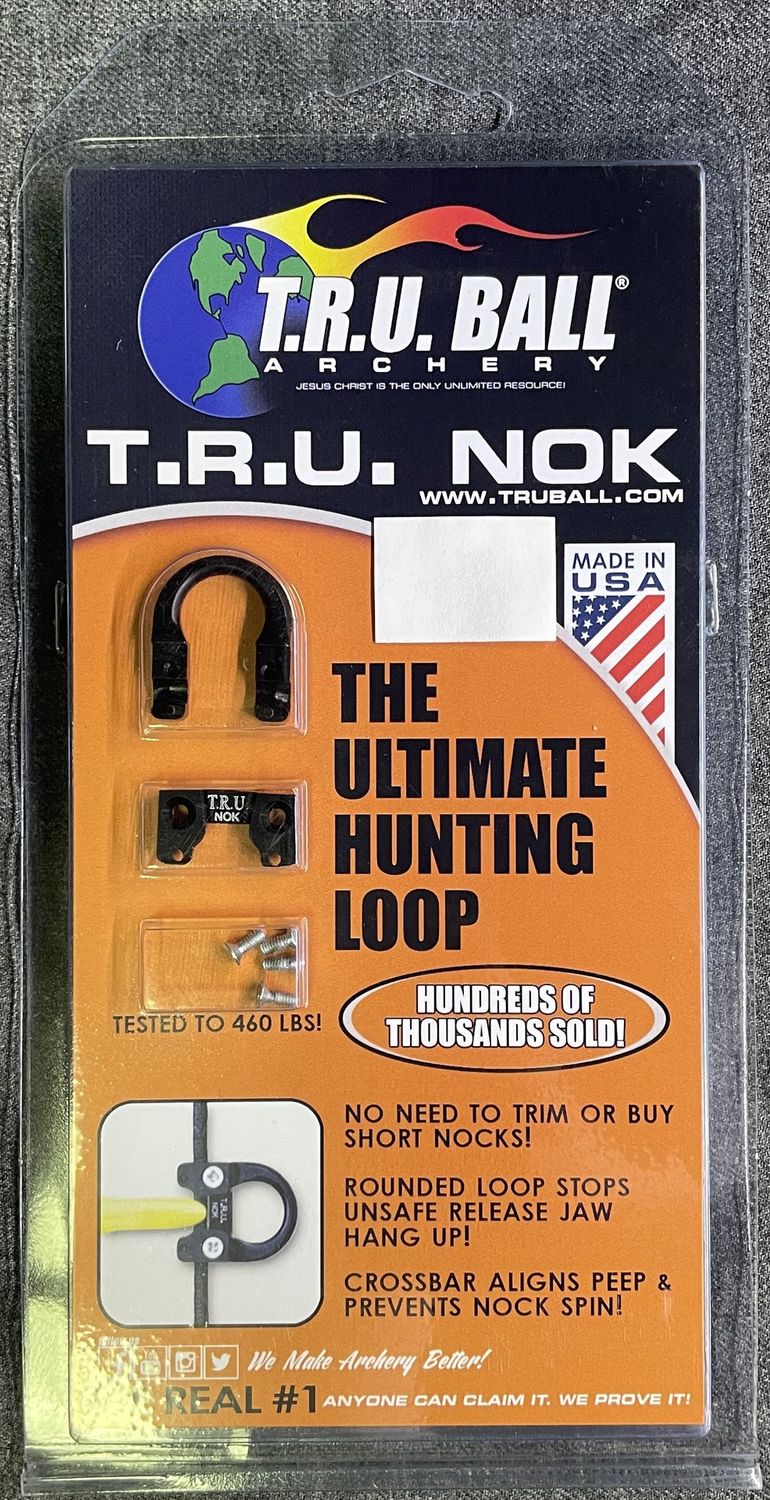 T.R.U. BALL®
ARCHERY
JESUS CHRIST IS THE ONLY UNLIMITED RESOURCE!
T.R.U. NOK
WWW.TRUBALL.COM
MADE IN
USA
THE
ULTIMATE
HUNTING
LOOP
T.R.U.
NOK
TESTED TO 460 LBS!
HUNDREDS OF
THOUSANDS SOLD!
NO NEED TO TRIM OR BUY
SHORT NOCKS!
ROUNDED LOOP STOPS
UNSAFE RELEASE JAW
HANG UP!
CROSSBAR ALIGNS PEEP &
PREVENTS NOCK SPIN!
T.R.U.
NOK
follow us
You
We Make Archery Better!
REAL #1 ANYONE CAN CLAIM IT. WE PROVE IT!